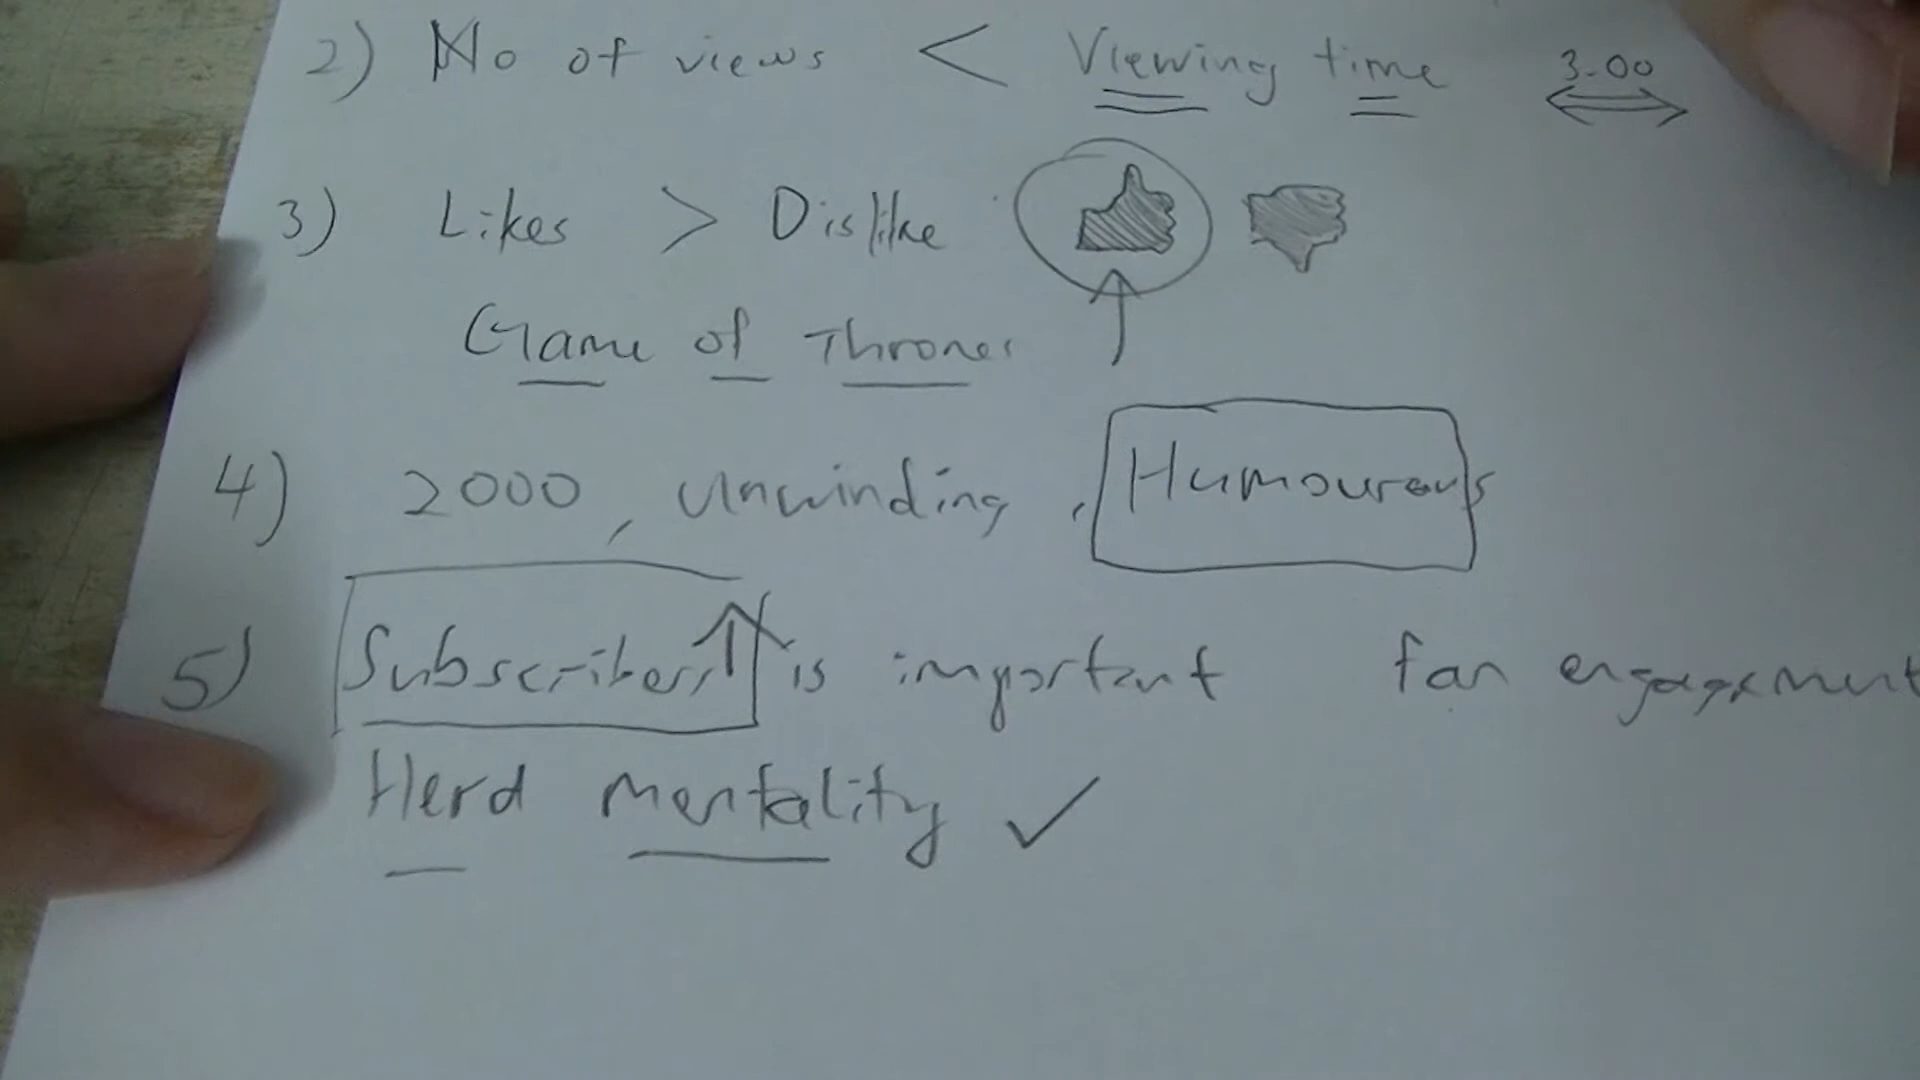 2) No of views < Viewing time 3.00
3) Likes > Dislike
Game of Thrones
4) 2000, Unwinding, Humourous
5) Subscribers is important fan engagement
Herd mentality ✓